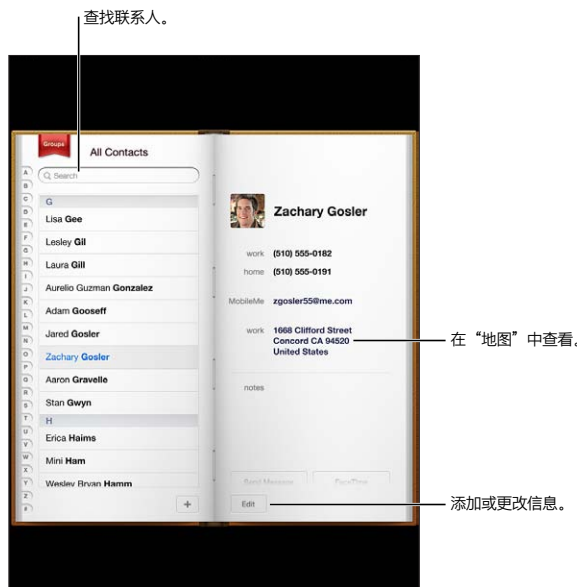 查找联系人。
Groups
All Contacts
Search
A
B
C
D
E
F
G
H
I
J
K
L
M
N
O
P
Q
R
S
T
U
V
W
X
Y
Z
#
G
Lisa Gee
Lesley Gil
Laura Gill
Aurelio Guzman Gonzalez
Adam Gooseff
Jared Gosler
Zachary Gosler
Aaron Gravelle
Stan Gwyn
H
Erica Haims
Mini Ham
Wesley Bryan Hamm
+
Zachary Gosler
work (510) 555-0182
home (510) 555-0191
MobileMe zgosler55@me.com
work 1668 Clifford Street
Concord CA 94520
United States
在“地图”中查看。
notes
Send Message
FaceTime
Edit
添加或更改信息。